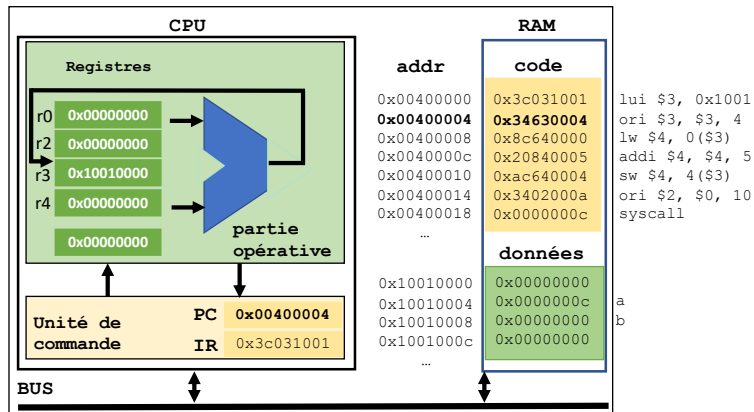 CPU
RAM
Registres
addr
code
r0 0x00000000
r2 0x00000000
r3 0x10010000
r4 0x00000000
0x00000000
partie
opérative
0x00400000 0x3c031001 lui $3, 0x1001
0x00400004 0x34630004 ori $3, $3, 4
0x00400008 0x8c640000 lw $4, 0($3)
0x0040000c 0x20840005 addi $4, $4, 5
0x00400010 0xac640004 sw $4, 4($3)
0x00400014 0x3402000a ori $2, $0, 10
0x00400018 0x0000000c syscall
…
données
0x10010000 0x00000000
0x10010004 0x0000000c a
0x10010008 0x00000000 b
0x1001000c 0x00000000
…
Unité de
commande
PC 0x00400004
IR 0x3c031001
BUS